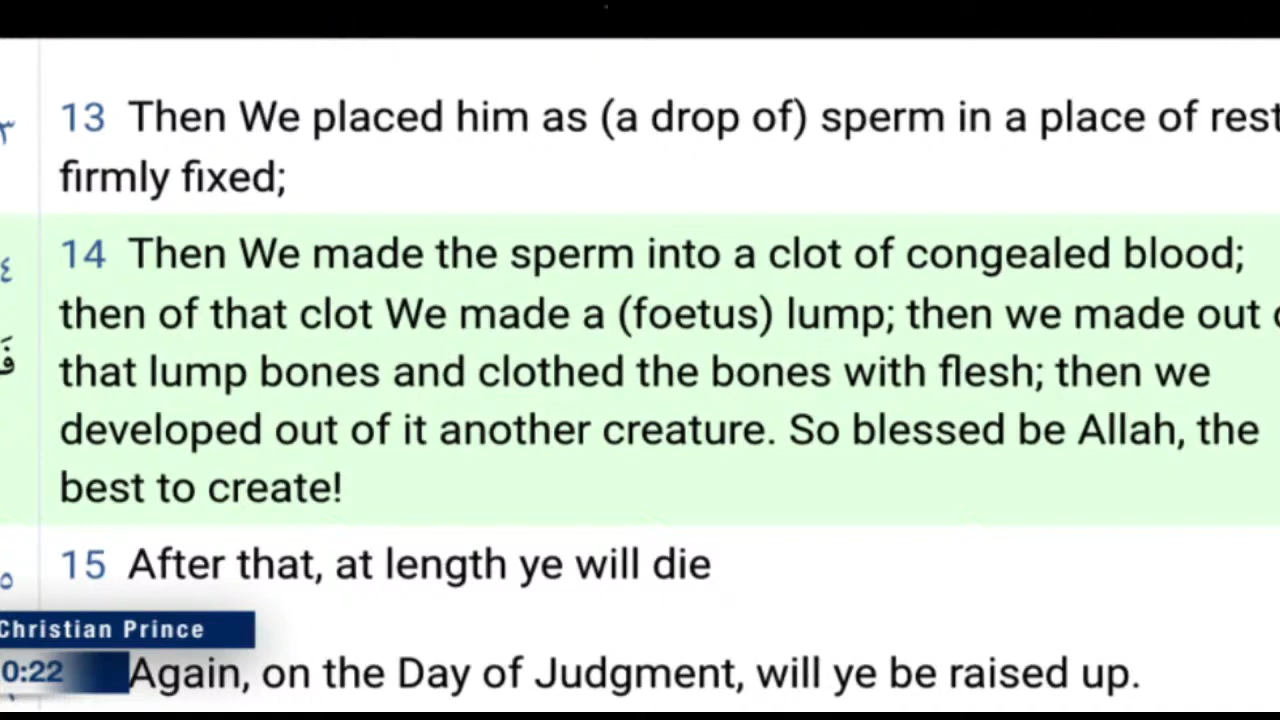 13 Then We placed him as (a drop of) sperm in a place of rest
firmly fixed;
14 Then We made the sperm into a clot of congealed blood;
then of that clot We made a (foetus) lump; then we made out
that lump bones and clothed the bones with flesh; then we
developed out of it another creature. So blessed be Allah, the
best to create!
15 After that, at length ye will die
Christian Prince
0:22
Again, on the Day of Judgment, will ye be raised up.